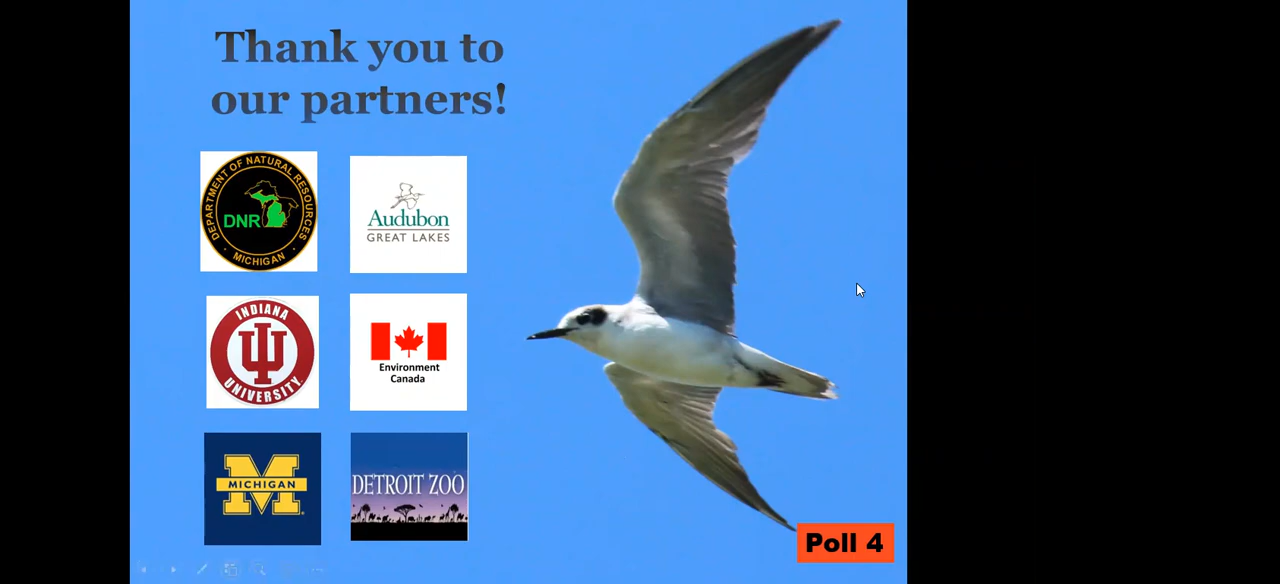 Thank you to
our partners!
DEPARTMENT OF NATURAL RESOURCES
DNR
MICHIGAN
Audubon
GREAT LAKES
INDIANA
UNIVERSITY
Environment
Canada
MICHIGAN
DETROIT ZOO
Poll 4